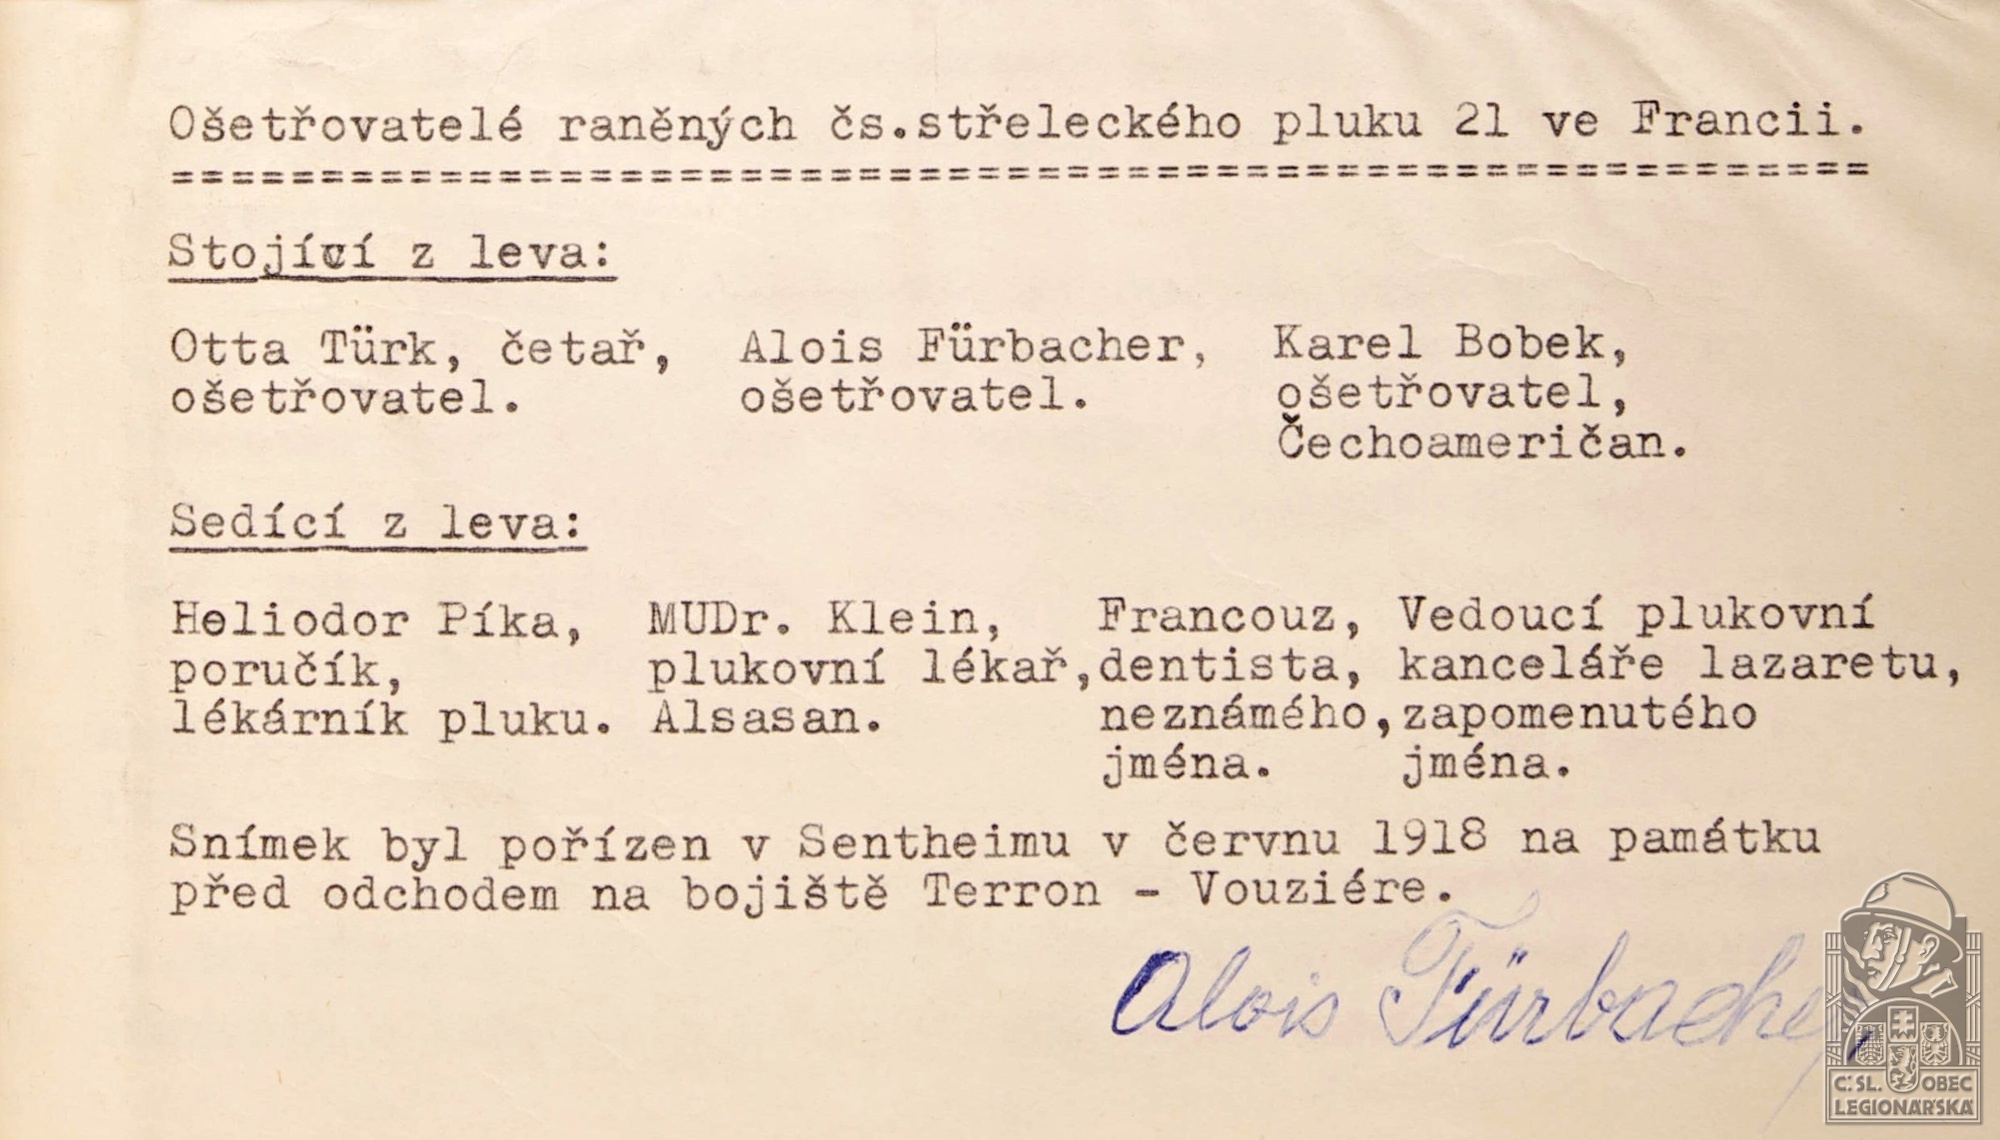 Ošetřovatelé raněných čs.střeleckého pluku 21 ve Francii.
=========================================================
Stojící z leva:
Otta Türk, četař, Alois Fürbacher, Karel Bobek,
ošetřovatel. ošetřovatel. ošetřovatel,
Čechoameričan.
Sedící z leva:
Heliodor Píka, MUDr. Klein, Francouz, Vedoucí plukovní
poručík, plukovní lékař, dentista, kanceláře lazaretu,
lékárník pluku. Alsasan. neznámého, zapomenutého
jména. jména.
Snímek byl pořízen v Sentheimu v červnu 1918 na památku
před odchodem na bojiště Terron - Vouziére.
Alois Fürbacher
Č.SL. OBEC
LEGIONÁŘSKÁ